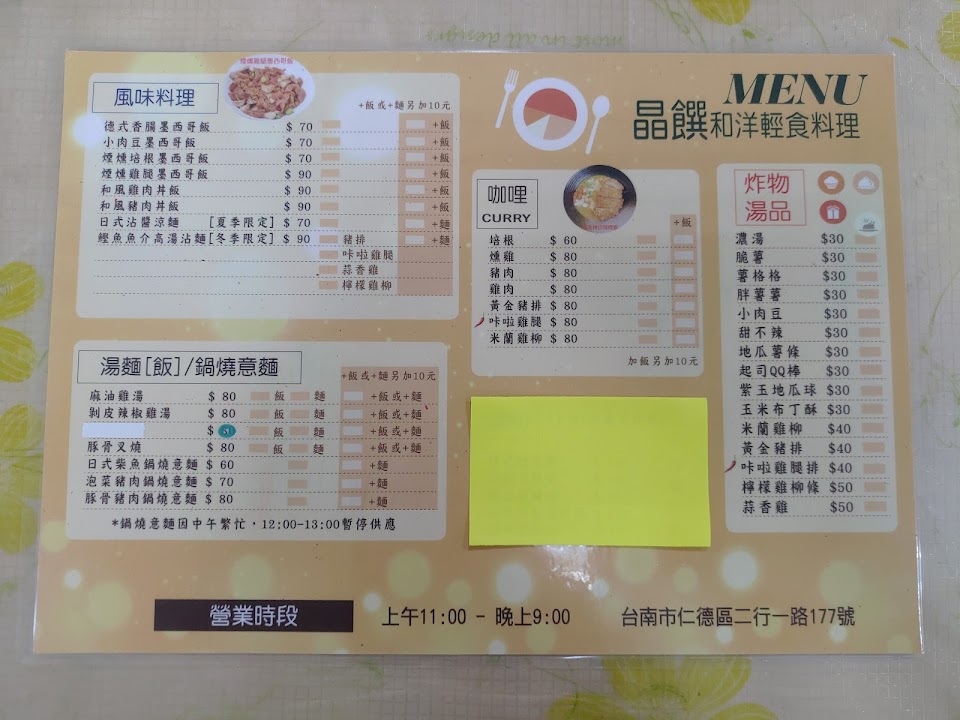 MENU
晶饌和洋輕食料理
風味料理
+飯或+麵另加10元
德式香腸墨西哥飯 $ 70 +飯
小肉豆墨西哥飯 $ 70 +飯
煙燻培根墨西哥飯 $ 70 +飯
煙燻雞腿墨西哥飯 $ 90 +飯
和風雞肉丼飯 $ 90 +飯
和風豬肉丼飯 $ 90 +飯
日式沾醬涼麵 [夏季限定] $ 70 +麵
鰹魚魚介高湯沾麵[冬季限定] $ 90 豬排 +麵
咔啦雞腿
蒜香雞
檸檬雞柳
湯麵[飯]/鍋燒意麵
+飯或+麵另加10元
麻油雞湯 $ 80 飯 麵 +飯或+麵
剝皮辣椒雞湯 $ 80 飯 麵 +飯或+麵
$ 飯 麵 +飯或+麵
豚骨叉燒 $ 80 飯 麵 +飯或+麵
日式柴魚鍋燒意麵 $ 60 +麵
泡菜豬肉鍋燒意麵 $ 70 +麵
豚骨豬肉鍋燒意麵 $ 80 +麵
*鍋燒意麵因中午繁忙，12:00-13:00暫停供應
咖哩
CURRY
+飯
培根 $ 60
燻雞 $ 80
豬肉 $ 80
雞肉 $ 80
黃金豬排 $ 80
咔啦雞腿 $ 80
米蘭雞柳 $ 80
加飯另加10元
炸物
湯品
濃湯 $30
脆薯 $30
薯格格 $30
胖薯薯 $30
小肉豆 $30
甜不辣 $30
地瓜薯條 $30
起司QQ棒 $30
紫玉地瓜球 $30
玉米布丁酥 $30
米蘭雞柳 $40
黃金豬排 $40
咔啦雞腿排 $40
檸檬雞柳條 $50
蒜香雞 $50
營業時段
上午11:00 - 晚上9:00
台南市仁德區二行一路177號